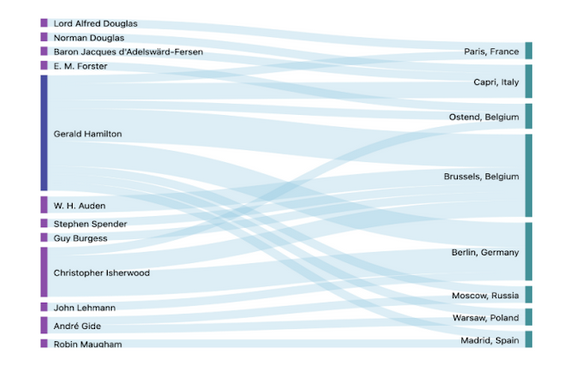 Lord Alfred Douglas
Norman Douglas
Baron Jacques d'Adelswärd-Fersen
E. M. Forster
Gerald Hamilton
W. H. Auden
Stephen Spender
Guy Burgess
Christopher Isherwood
John Lehmann
André Gide
Robin Maugham
Paris, France
Capri, Italy
Ostend, Belgium
Brussels, Belgium
Berlin, Germany
Moscow, Russia
Warsaw, Poland
Madrid, Spain